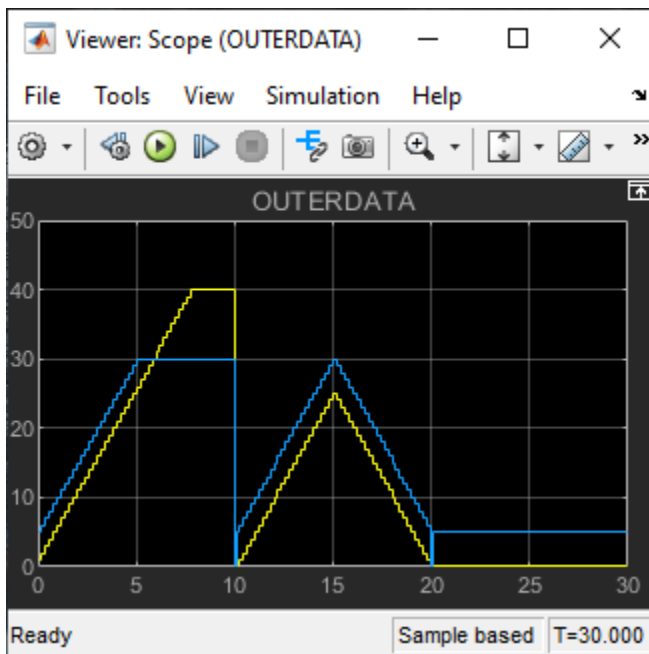 Viewer: Scope (OUTERDATA)
File Tools View Simulation Help
OUTERDATA
50
40
30
20
10
0
0 5 10 15 20 25 30
Ready Sample based T=30.000